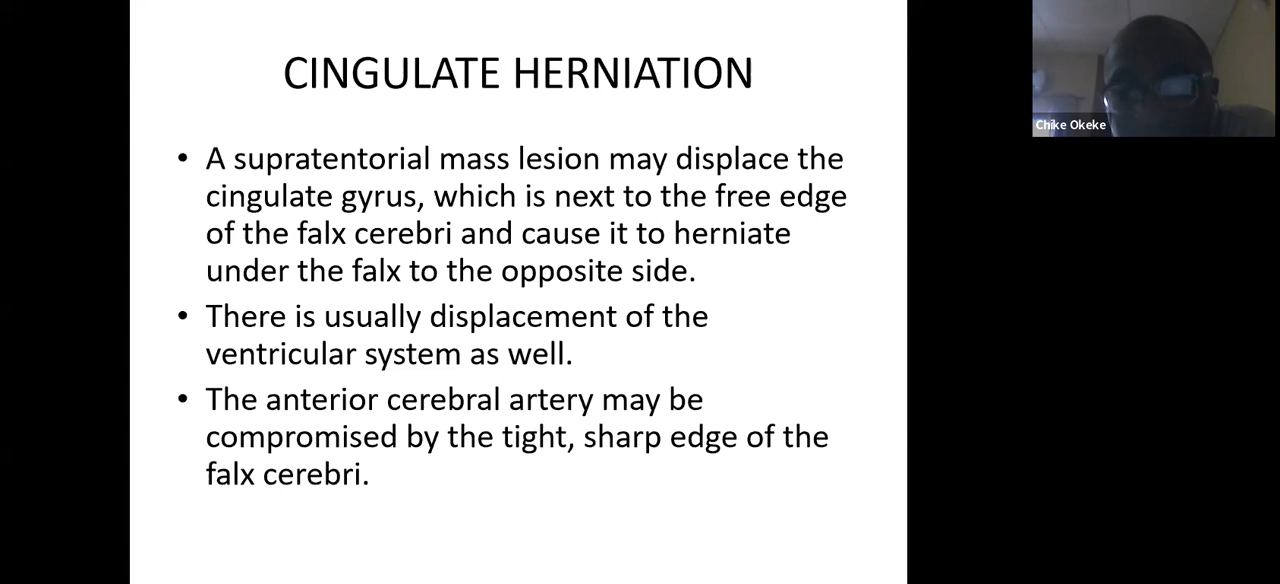 CINGULATE HERNIATION
• A supratentorial mass lesion may displace the
cingulate gyrus, which is next to the free edge
of the falx cerebri and cause it to herniate
under the falx to the opposite side.
• There is usually displacement of the
ventricular system as well.
• The anterior cerebral artery may be
compromised by the tight, sharp edge of the
falx cerebri.
Chike Okeke